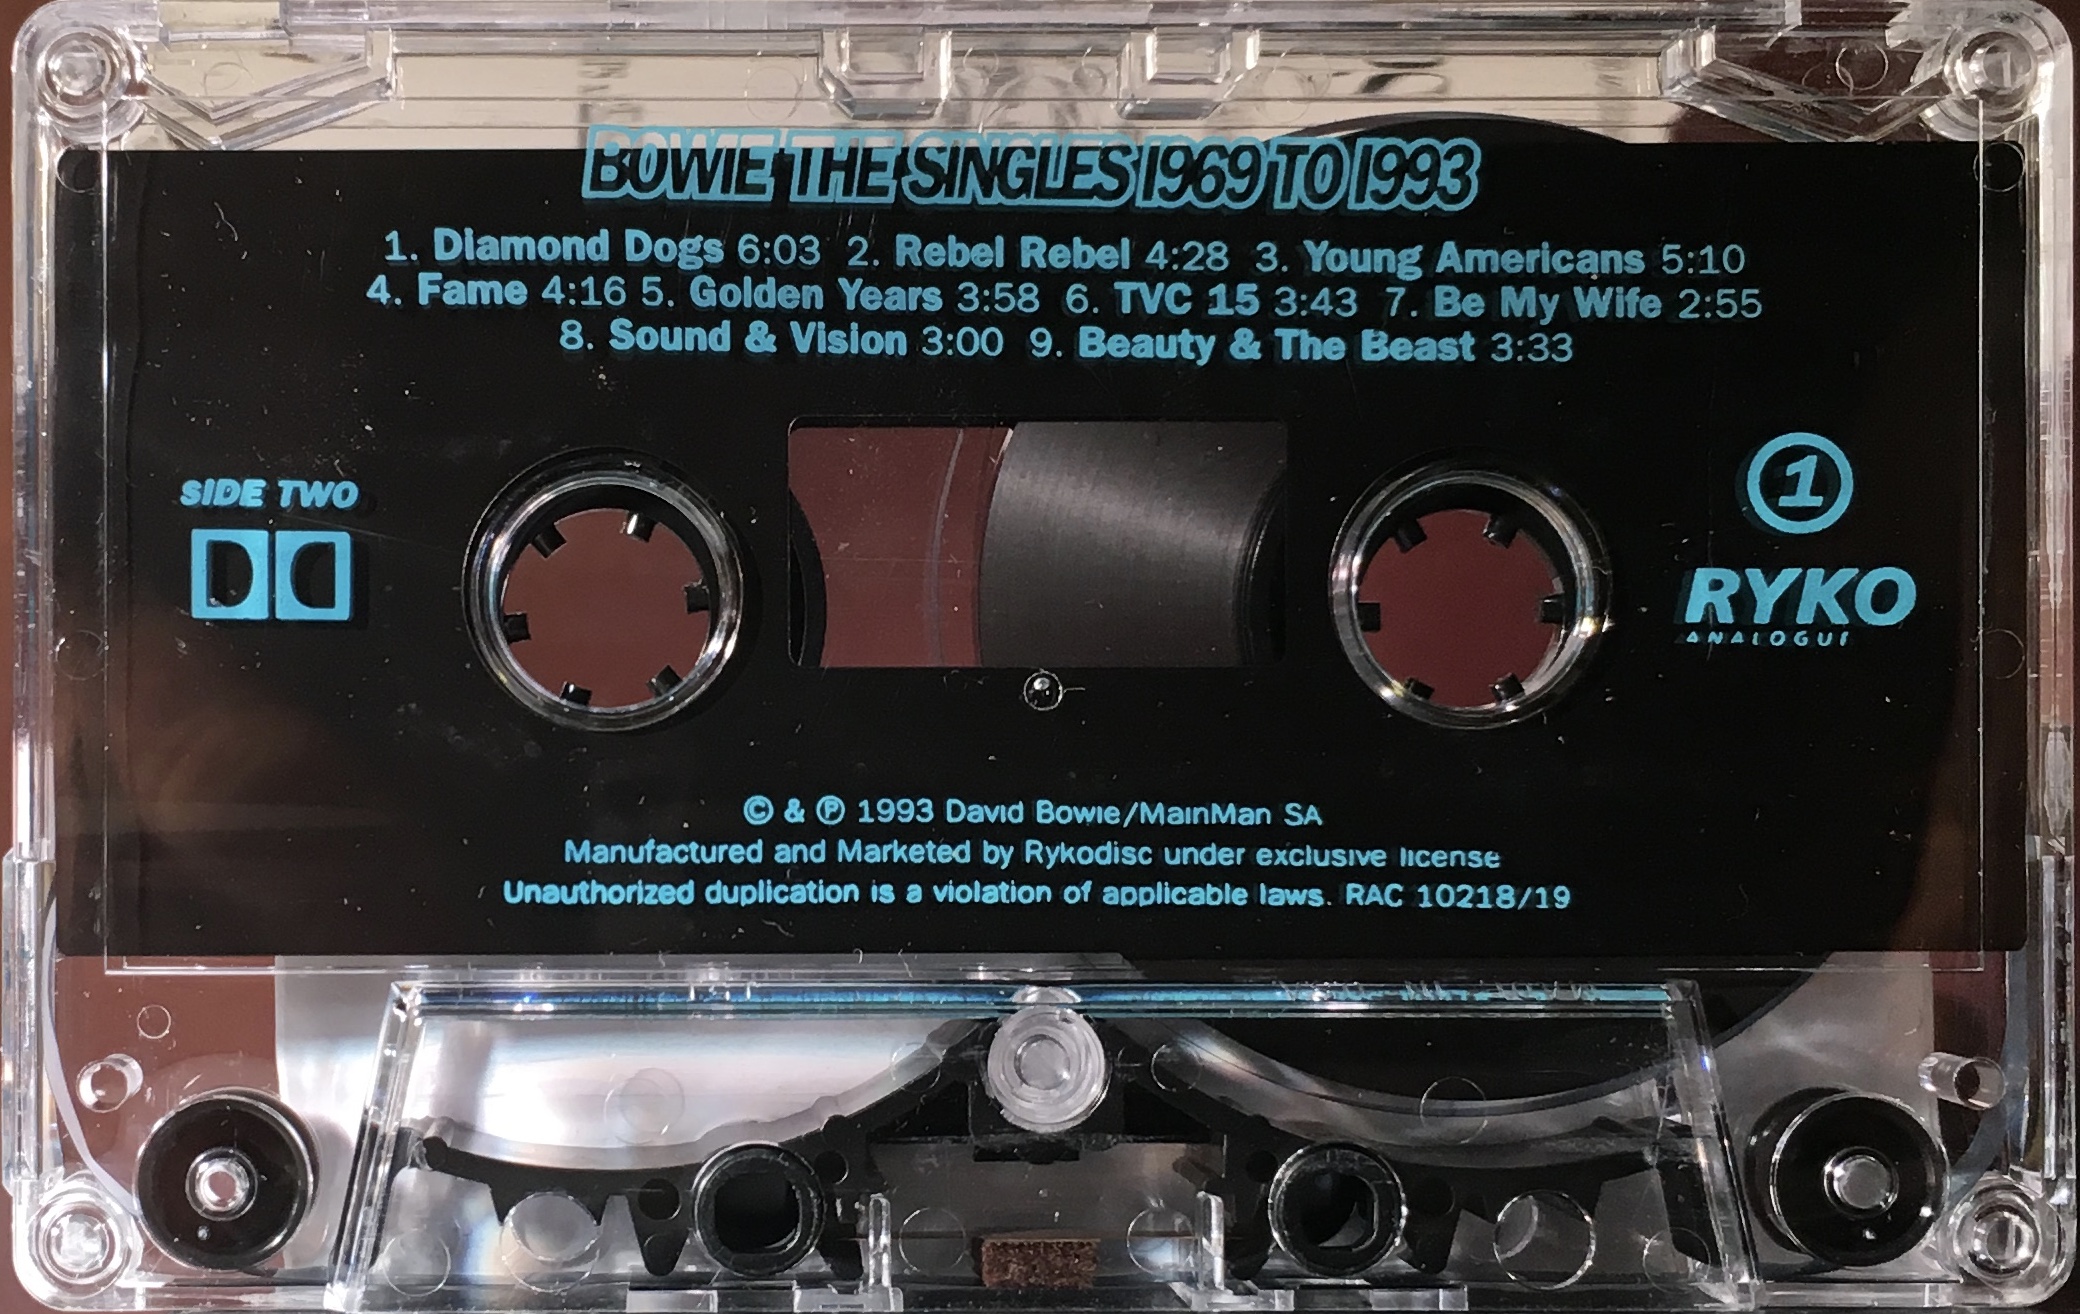 BOWIE THE SINGLES 1969 TO 1993
1. Diamond Dogs 6:03 2. Rebel Rebel 4:28 3. Young Americans 5:10
4. Fame 4:16 5. Golden Years 3:58 6. TVC 15 3:43 7. Be My Wife 2:55
8. Sound & Vision 3:00 9. Beauty & The Beast 3:33
SIDE TWO
1
RYKO
ANALOGUE
© & ℗ 1993 David Bowie/MainMan SA
Manufactured and Marketed by Rykodisc under exclusive license
Unauthorized duplication is a violation of applicable laws. RAC 10218/19